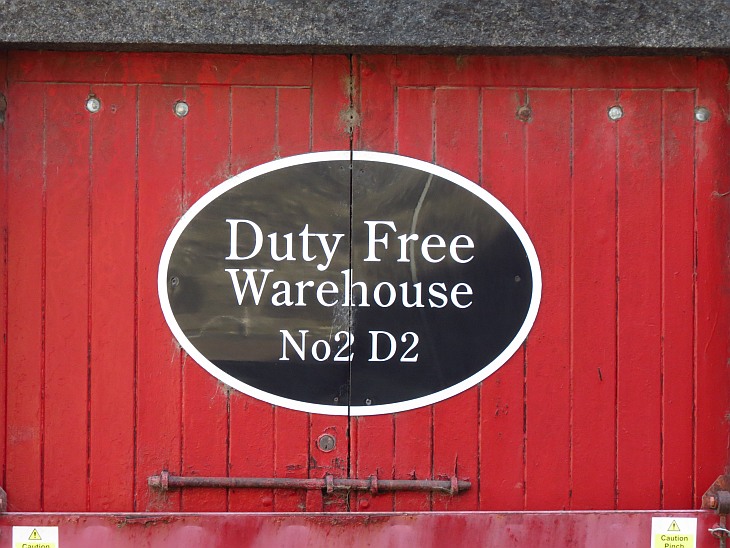 Duty Free
Warehouse
No2 D2
Caution
Caution
Pinch